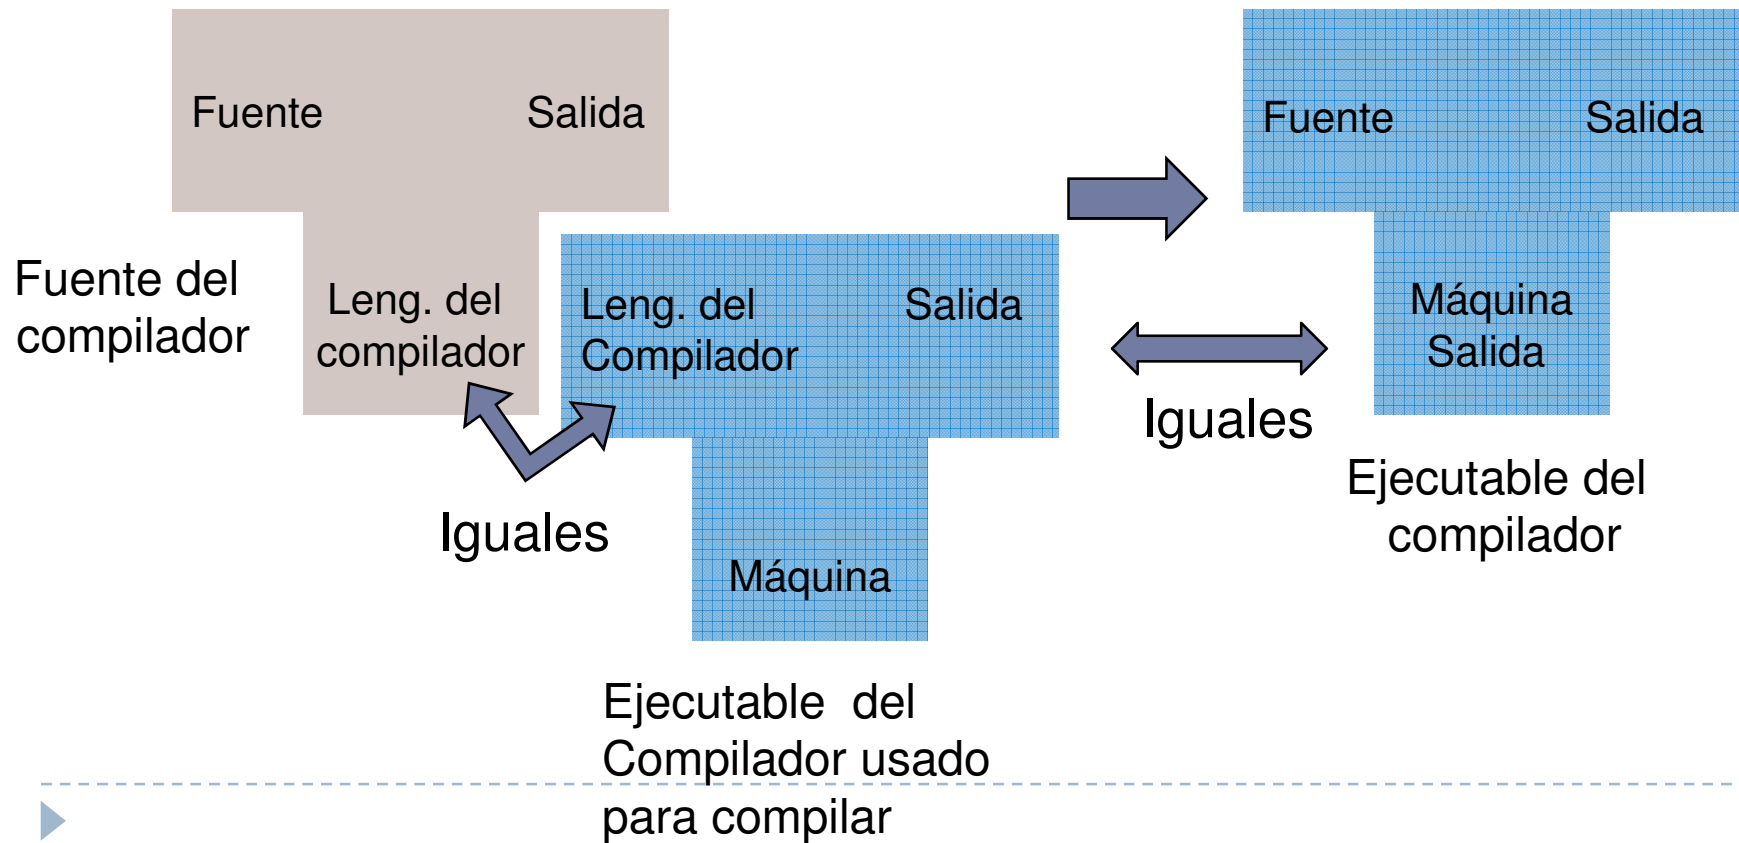 Fuente Salida
Fuente Salida
Fuente del
compilador
Leng. del
compilador
Leng. del Salida
Compilador
Máquina
Salida
Iguales
Iguales
Ejecutable del
compilador
Máquina
Ejecutable del
Compilador usado
para compilar